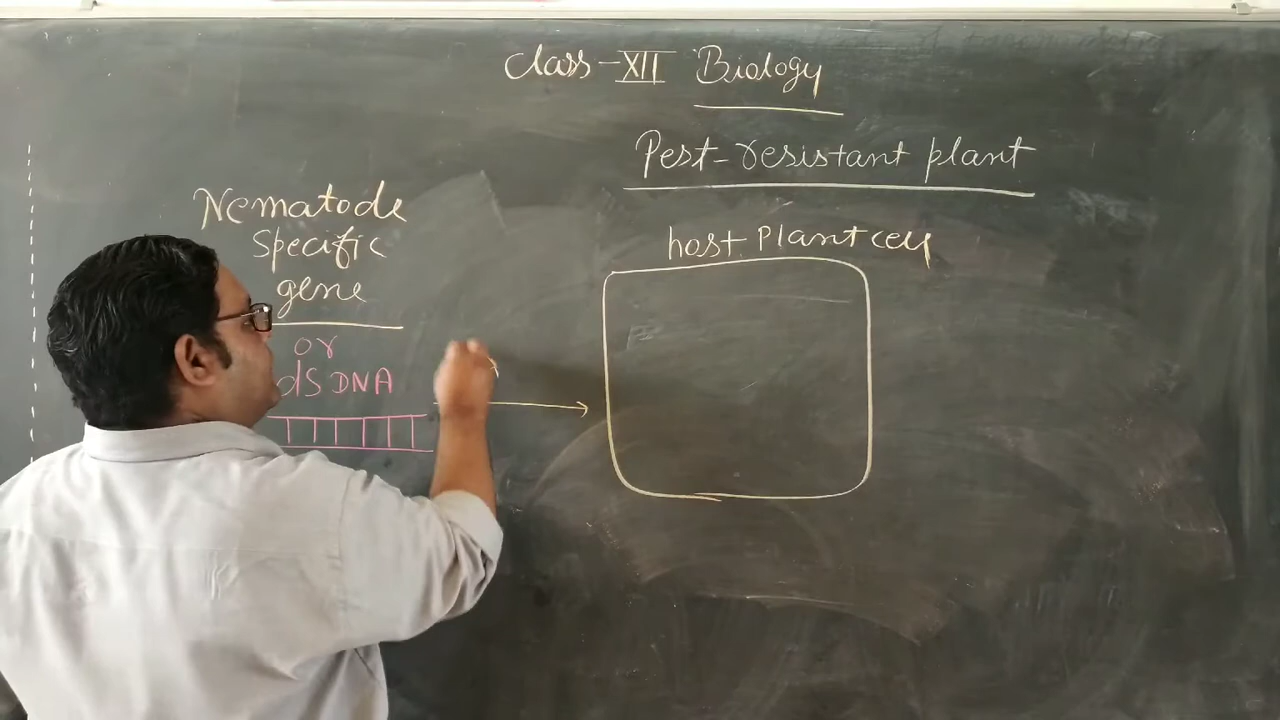 Class-XII Biology
Pest-resistant plant
Nematode
Specific
gene
or
dsDNA
host Plant cell